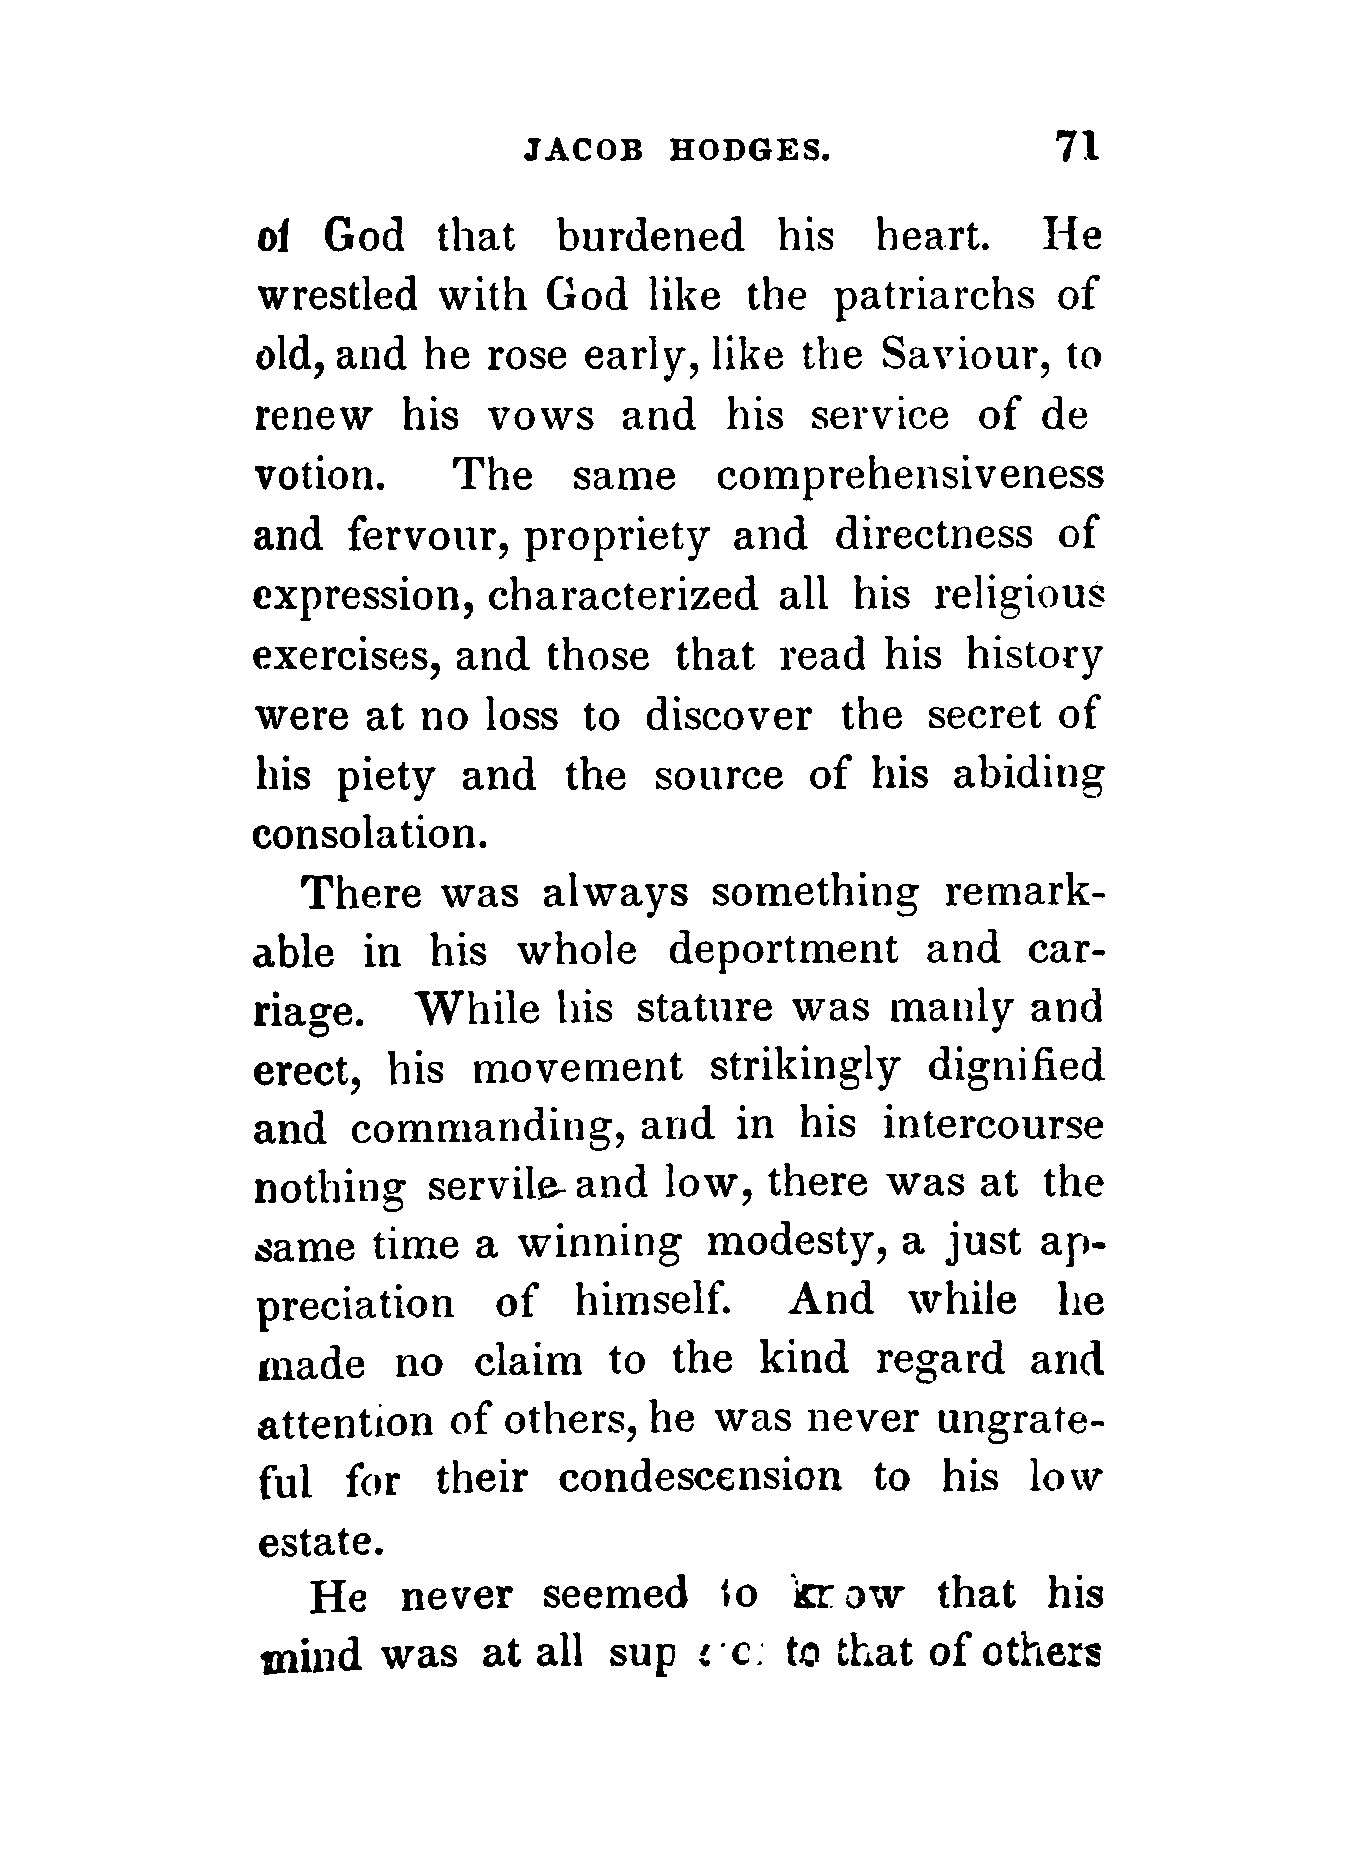 JACOB HODGES. 71
of God that burdened his heart. He
wrestled with God like the patriarchs of
old, and he rose early, like the Saviour, to
renew his vows and his service of de
votion. The same comprehensiveness
and fervour, propriety and directness of
expression, characterized all his religious
exercises, and those that read his history
were at no loss to discover the secret of
his piety and the source of his abiding
consolation.
There was always something remark-
able in his whole deportment and car-
riage. While his stature was manly and
erect, his movement strikingly dignified
and commanding, and in his intercourse
nothing servile and low, there was at the
same time a winning modesty, a just ap-
preciation of himself. And while he
made no claim to the kind regard and
attention of others, he was never ungrate-
ful for their condescension to his low
estate.
He never seemed to know that his
mind was at all to that of others